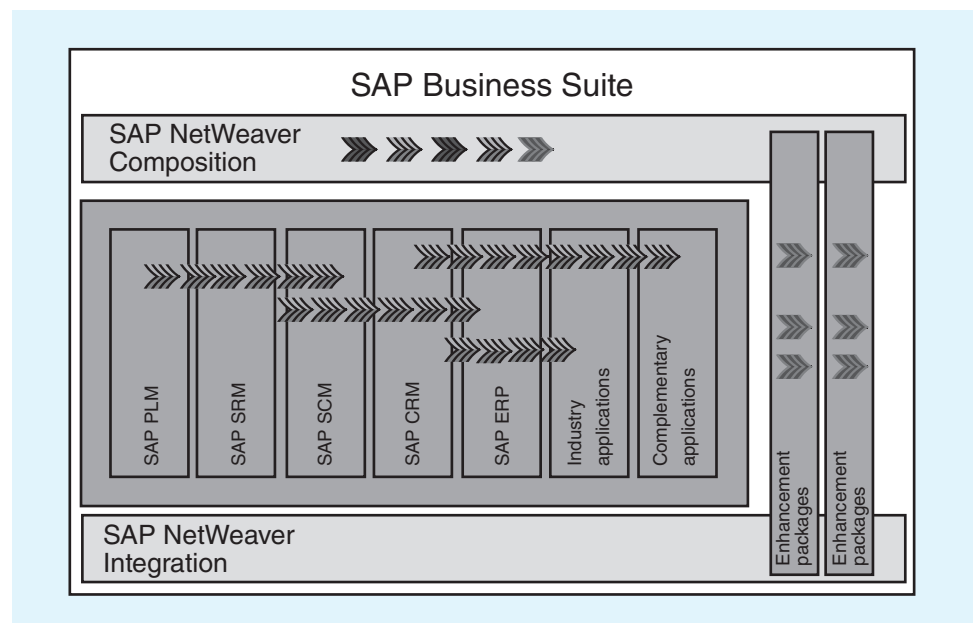 SAP Business Suite
SAP NetWeaver
Composition
SAP PLM
SAP SRM
SAP SCM
SAP CRM
SAP ERP
Industry
applications
Complementary
applications
Enhancement
packages
Enhancement
packages
SAP NetWeaver
Integration